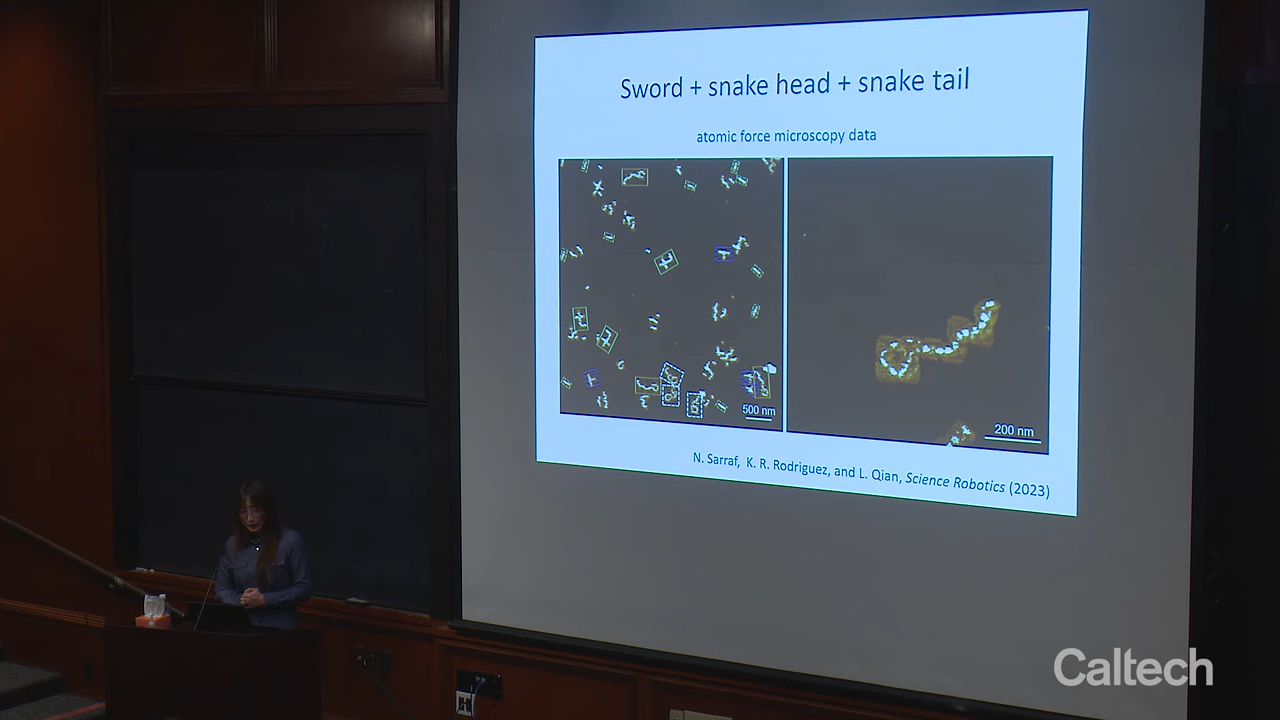 Sword + snake head + snake tail
atomic force microscopy data
500 nm
200 nm
N. Sarraf, K. R. Rodriguez, and L. Qian, Science Robotics (2023)
Caltech